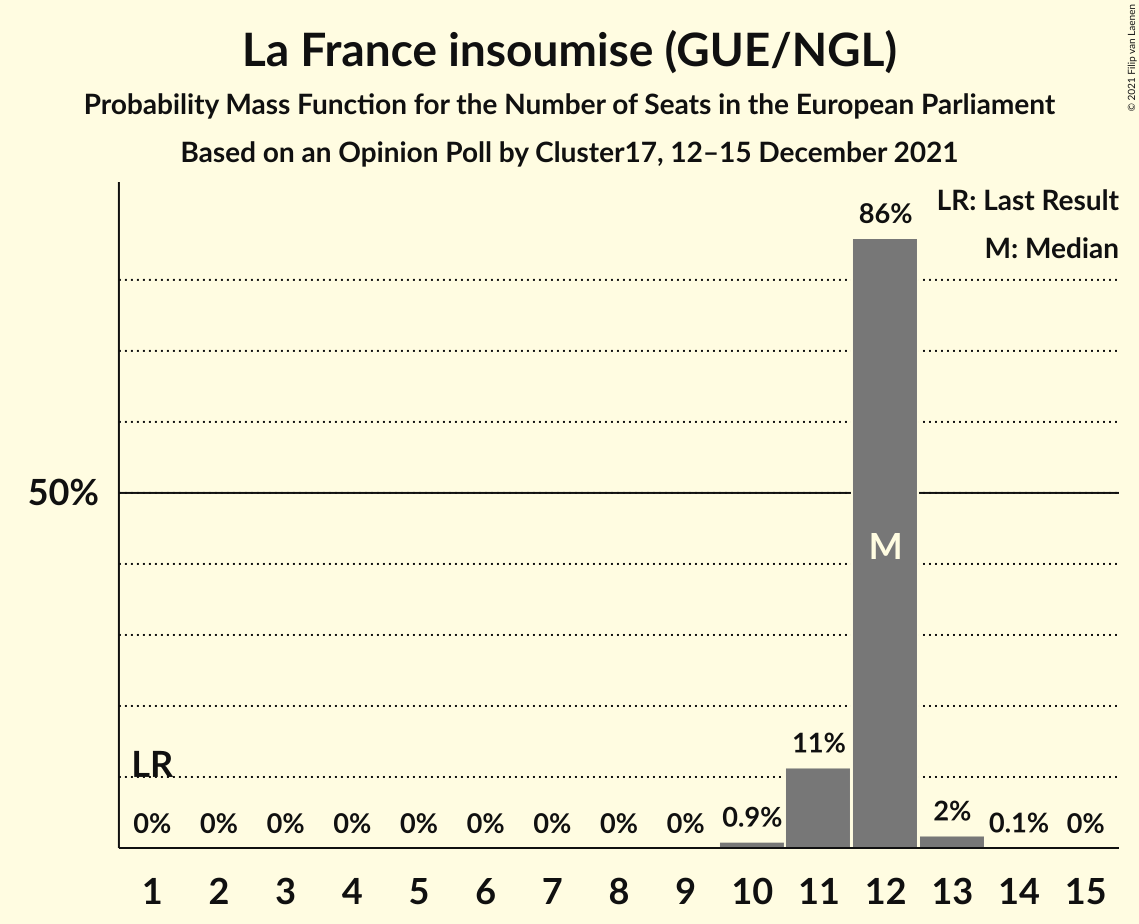 La France insoumise (GUE/NGL)
Probability Mass Function for the Number of Seats in the European Parliament
Based on an Opinion Poll by Cluster17, 12–15 December 2021
© 2021 Filip van Laenen
LR: Last Result
M: Median
86%
50%
M
11%
LR
0% 0% 0% 0% 0% 0% 0% 0% 0% 0.9% 2% 0.1% 0%
1 2 3 4 5 6 7 8 9 10 11 12 13 14 15